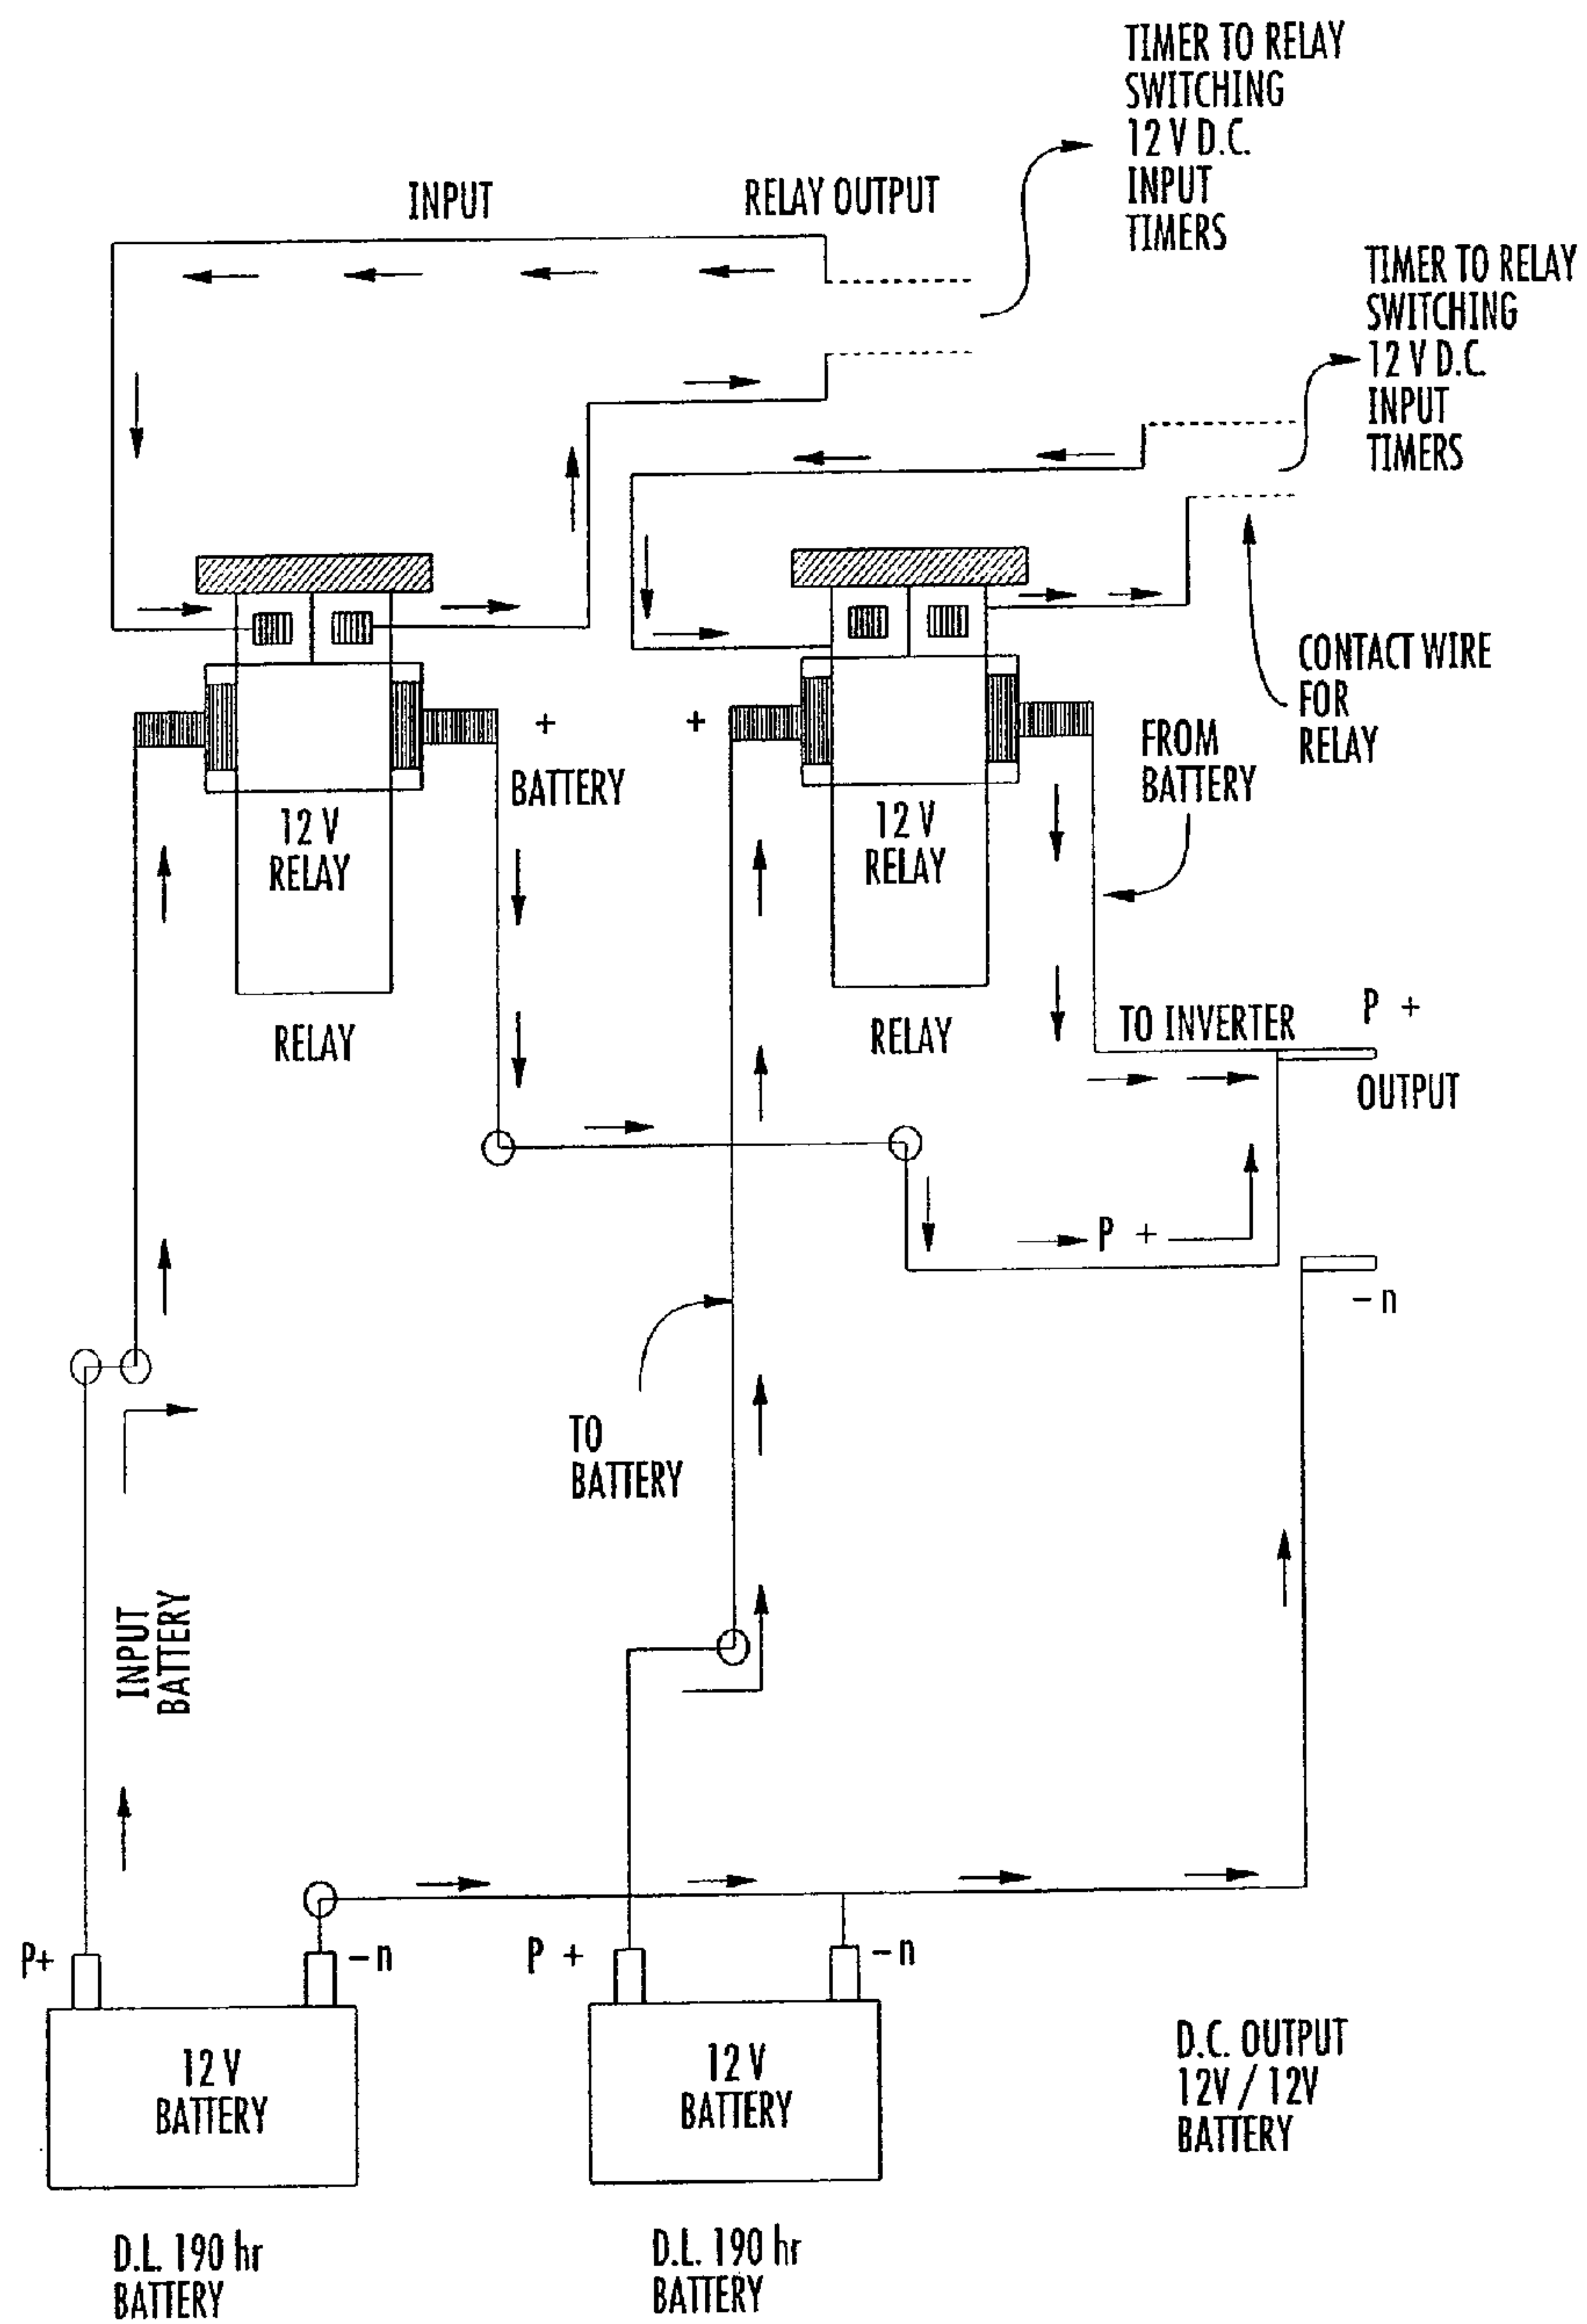 TIMER TO RELAY
SWITCHING
12 V D.C.
INPUT
TIMERS
INPUT
RELAY OUTPUT
TIMER TO RELAY
SWITCHING
12 V D.C.
INPUT
TIMERS
CONTACT WIRE
FOR
RELAY
+
BATTERY
+
FROM
BATTERY
12 V
RELAY
12 V
RELAY
RELAY
RELAY
TO INVERTER
P +
OUTPUT
P +
– n
TO
BATTERY
INPUT
BATTERY
P+
– n
P +
– n
12 V
BATTERY
12 V
BATTERY
D.C. OUTPUT
12V / 12V
BATTERY
D.L. 190 hr
BATTERY
D.L. 190 hr
BATTERY